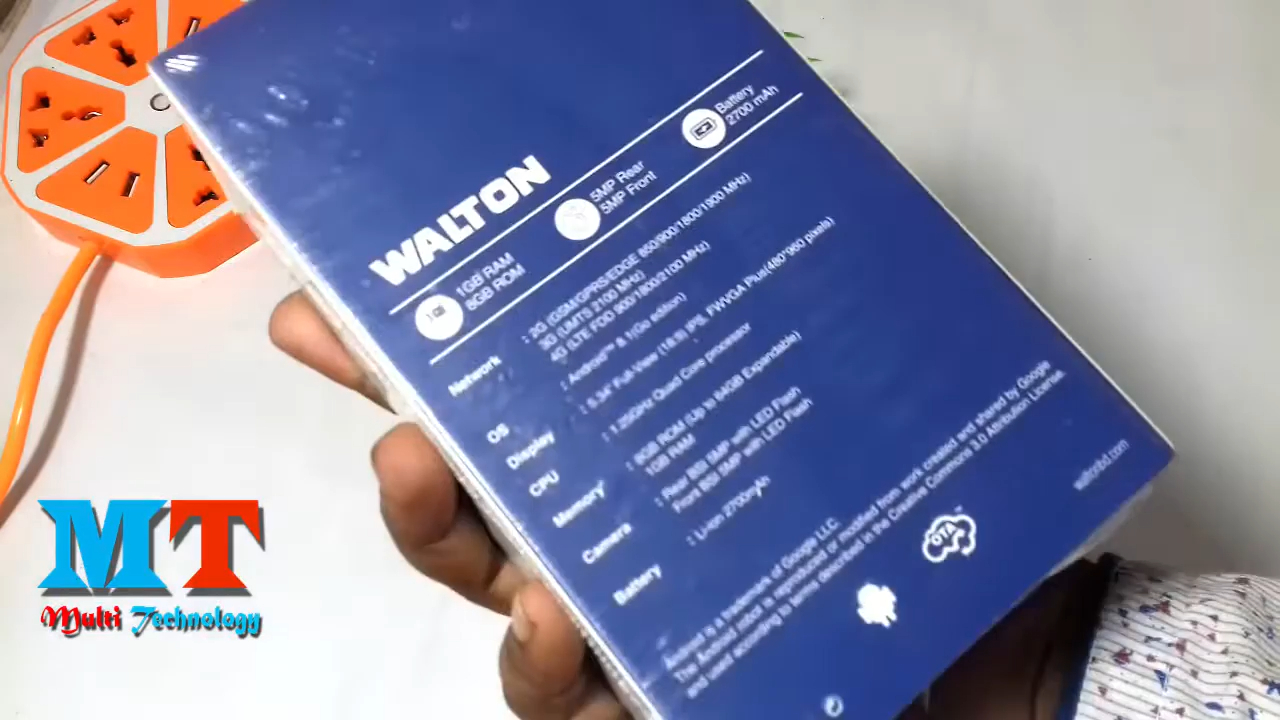 WALTON
1GB RAM
8GB ROM
5MP Rear
5MP Front
Battery
2700 mAh
Network : 2G (GSM/GPRS/EDGE 850/900/1800/1900 MHz)
3G (UMTS 2100 MHz)
4G (LTE FDD 900/1800/2100 MHz)
OS : Android™ 8.1(Go edition)
Display : 5.34" Full-View (18:9) IPS, FWVGA Plus(480*960 pixels)
CPU : 1.25GHz Quad Core processor
Memory : 8GB ROM (Up to 64GB Expandable)
1GB RAM
Camera : Rear BSI 5MP with LED Flash
Front BSI 5MP with LED Flash
Battery : Li-ion 2700mAh
Android is a trademark of Google LLC.
The Android robot is reproduced or modified from work created and shared by Google
and used according to terms described in the Creative Commons 3.0 Attribution License.
OTA
waltonbd.com
MT
Multi Technology